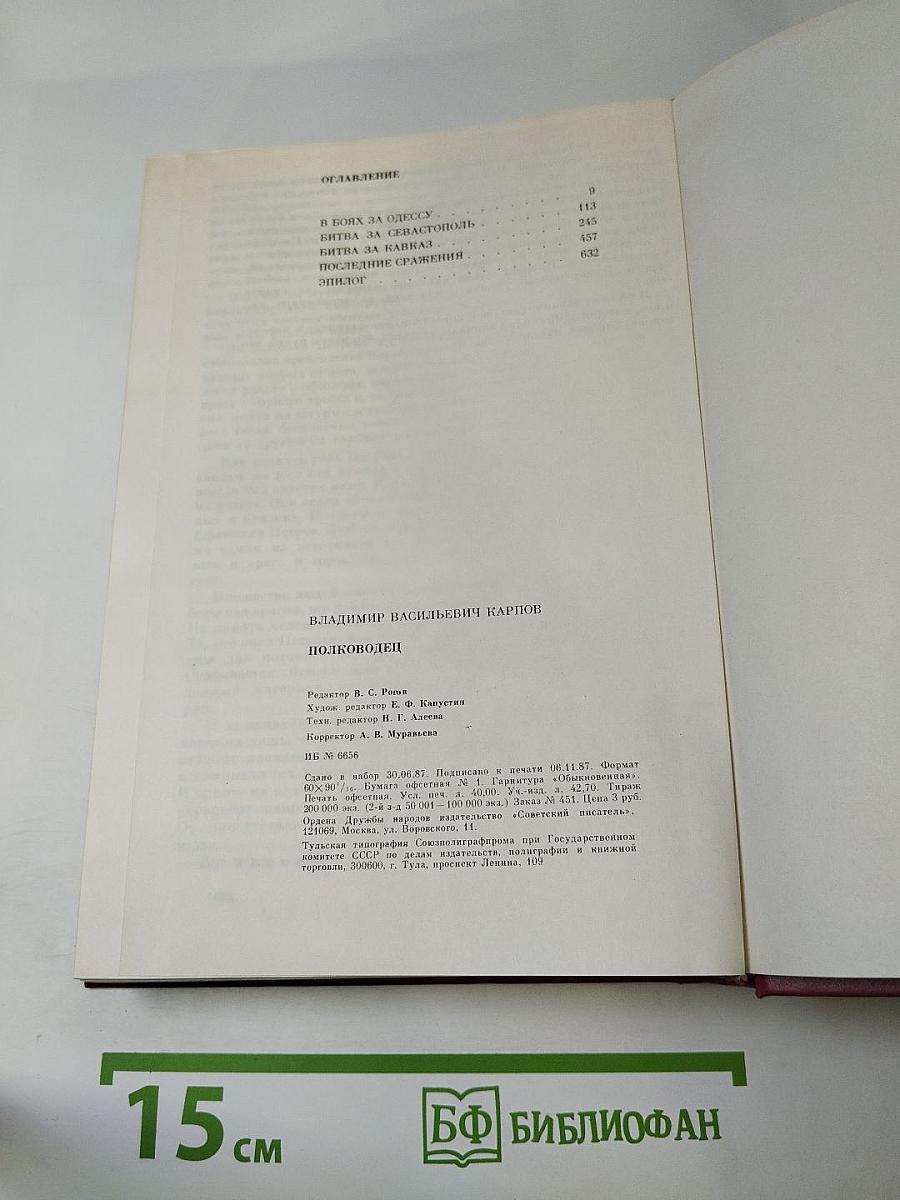 ОГЛАВЛЕНИЕ
В БОЯХ ЗА ОДЕССУ . . . . . . . . . 9
БИТВА ЗА СЕВАСТОПОЛЬ . . . . . . . 113
БИТВА ЗА КАВКАЗ . . . . . . . . . 245
ПОСЛЕДНИЕ СРАЖЕНИЯ . . . . . . . . 457
ЭПИЛОГ . . . . . . . . . . . . 632
ВЛАДИМИР ВАСИЛЬЕВИЧ КАРПОВ
ПОЛКОВОДЕЦ
Редактор В. С. Рогов
Худож. редактор Е. Ф. Капустин
Техн. редактор Н. Г. Алеева
Корректор А. В. Муравьева
ИБ № 6656
Сдано в набор 30.06.87. Подписано к печати 06.11.87. Формат
60×90¹/₁₆. Бумага офсетная № 1. Гарнитура «Обыкновенная».
Печать офсетная. Усл. печ. л. 40,00. Уч.-изд. л. 42,70. Тираж
200 000 экз. (2-й з-д 50 001—100 000 экз.) Заказ № 451. Цена 3 руб.
Ордена Дружбы народов издательство «Советский писатель»,
121069, Москва, ул. Воровского, 11.
Тульская типография Союзполиграфпрома при Государственном
комитете СССР по делам издательств, полиграфии и книжной
торговли, 300600, г. Тула, проспект Ленина, 109
15 см
БФ БИБЛИОФАН